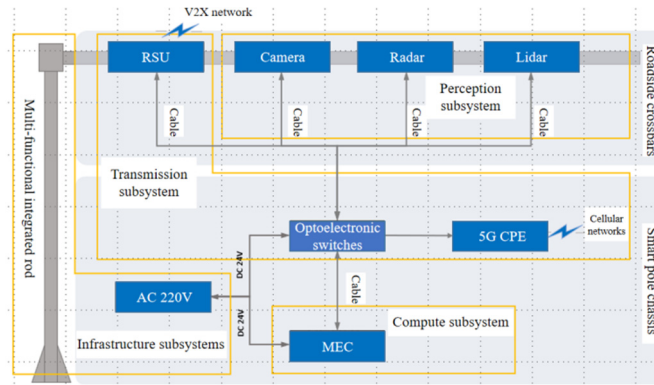 V2X network
RSU
Camera
Radar
Lidar
Roadside crossbars
Perception
subsystem
Cable
Cable
Cable
Cable
Multi-functional integrated rod
Transmission
subsystem
Optoelectronic
switches
5G CPE
Cellular
networks
DC 24V
AC 220V
Cable
Smart pole chassis
DC 24V
Compute subsystem
Infrastructure subsystems
MEC